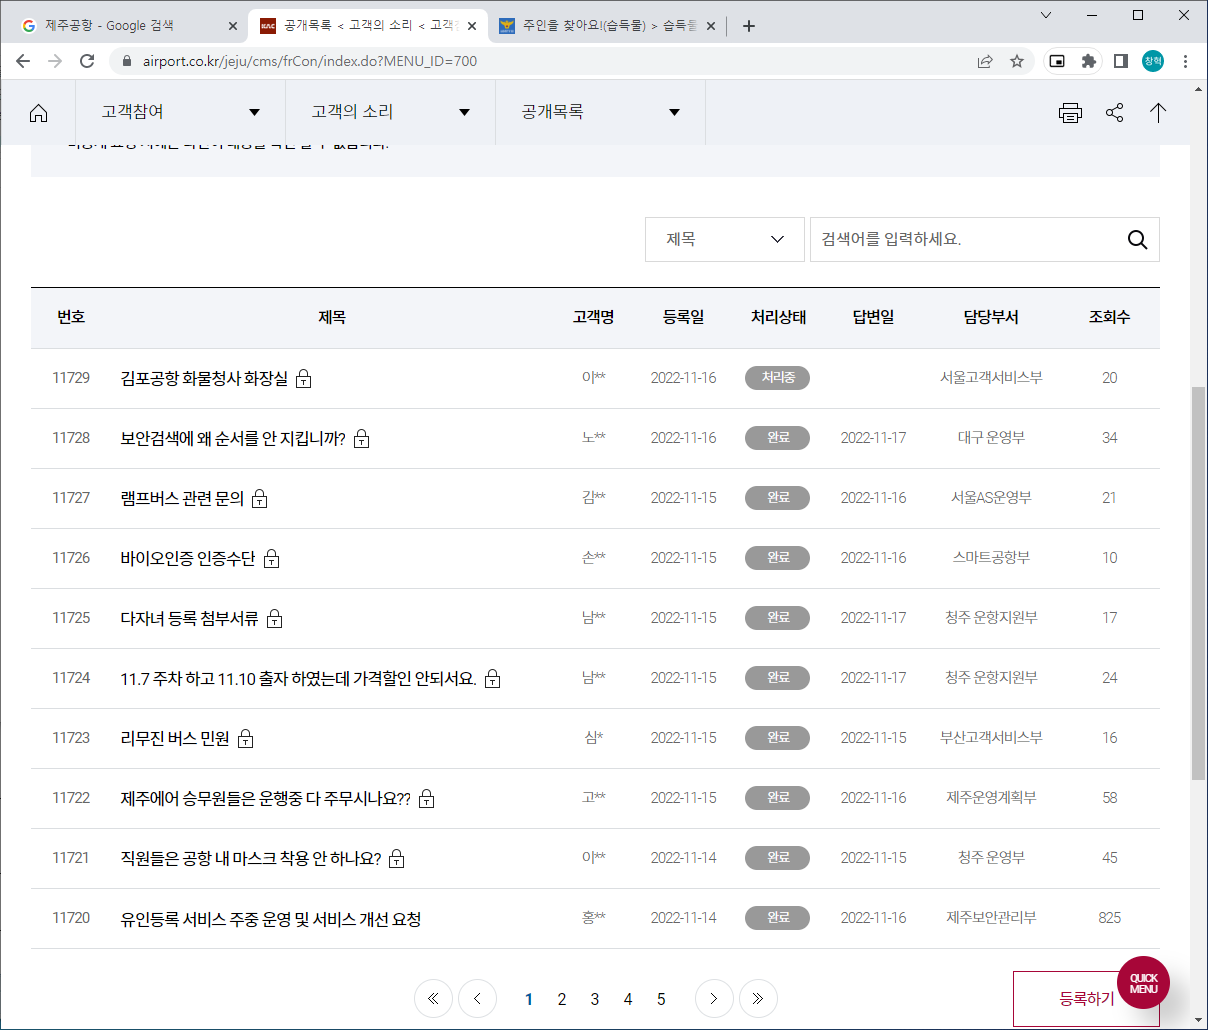 제주공항 - Google 검색
공개목록 < 고객의 소리 < 고객
주인을 찾아요!(습득물) > 습득물
airport.co.kr/jeju/cms/frCon/index.do?MENU_ID=700
창혁
고객참여
고객의 소리
공개목록
제목
검색어를 입력하세요.
번호 제목 고객명 등록일 처리상태 답변일 담당부서 조회수
11729 김포공항 화물청사 화장실 이** 2022-11-16 처리중 서울고객서비스부 20
11728 보안검색에 왜 순서를 안 지킵니까? 노** 2022-11-16 완료 2022-11-17 대구 운영부 34
11727 램프버스 관련 문의 김** 2022-11-15 완료 2022-11-16 서울AS운영부 21
11726 바이오인증 인증수단 손** 2022-11-15 완료 2022-11-16 스마트공항부 10
11725 다자녀 등록 첨부서류 남** 2022-11-15 완료 2022-11-17 청주 운항지원부 17
11724 11.7 주차 하고 11.10 출자 하였는데 가격할인 안되서요. 남** 2022-11-15 완료 2022-11-17 청주 운항지원부 24
11723 리무진 버스 민원 심* 2022-11-15 완료 2022-11-15 부산고객서비스부 16
11722 제주에어 승무원들은 운행중 다 주무시나요?? 고** 2022-11-15 완료 2022-11-16 제주운영계획부 58
11721 직원들은 공항 내 마스크 착용 안 하나요? 이** 2022-11-14 완료 2022-11-15 청주 운영부 45
11720 유인등록 서비스 주중 운영 및 서비스 개선 요청 홍** 2022-11-14 완료 2022-11-16 제주보안관리부 825
1 2 3 4 5
등록하기
QUICK
MENU